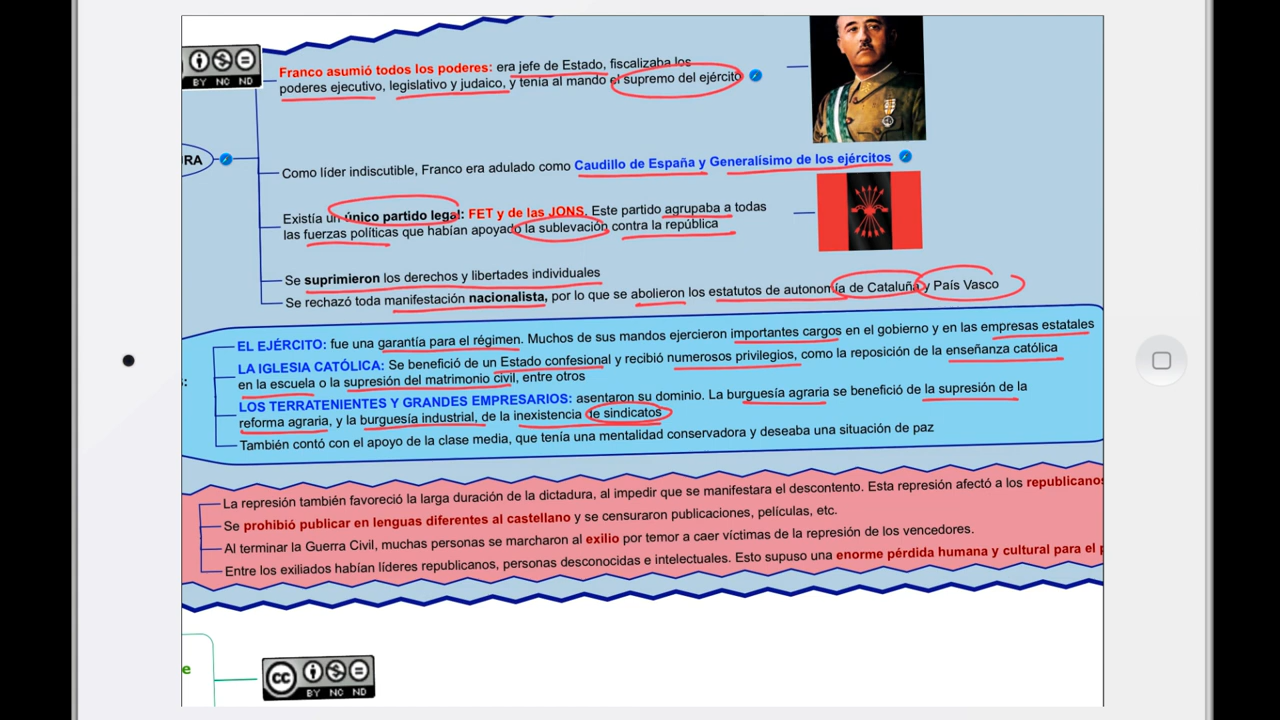 BY NC ND
Franco asumió todos los poderes: era jefe de Estado, fiscalizaba los
poderes ejecutivo, legislativo y judaico, y tenía al mando el supremo del ejército
RA
Como líder indiscutible, Franco era adulado como Caudillo de España y Generalísimo de los ejércitos
Existía un único partido legal: FET y de las JONS. Este partido agrupaba a todas
las fuerzas políticas que habían apoyado la sublevación contra la república
Se suprimieron los derechos y libertades individuales
Se rechazó toda manifestación nacionalista, por lo que se abolieron los estatutos de autonomía de Cataluña y País Vasco
EL EJÉRCITO: fue una garantía para el régimen. Muchos de sus mandos ejercieron importantes cargos en el gobierno y en las empresas estatales
LA IGLESIA CATÓLICA: Se benefició de un Estado confesional y recibió numerosos privilegios, como la reposición de la enseñanza católica
s:
en la escuela o la supresión del matrimonio civil, entre otros
LOS TERRATENIENTES Y GRANDES EMPRESARIOS: asentaron su dominio. La burguesía agraria se benefició de la supresión de la
reforma agraria, y la burguesía industrial, de la inexistencia de sindicatos
También contó con el apoyo de la clase media, que tenía una mentalidad conservadora y deseaba una situación de paz
La represión también favoreció la larga duración de la dictadura, al impedir que se manifestara el descontento. Esta represión afectó a los republicanos
Se prohibió publicar en lenguas diferentes al castellano y se censuraron publicaciones, películas, etc.
Al terminar la Guerra Civil, muchas personas se marcharon al exilio por temor a caer víctimas de la represión de los vencedores.
Entre los exiliados habían líderes republicanos, personas desconocidas e intelectuales. Esto supuso una enorme pérdida humana y cultural para el p
e
cc
BY NC ND